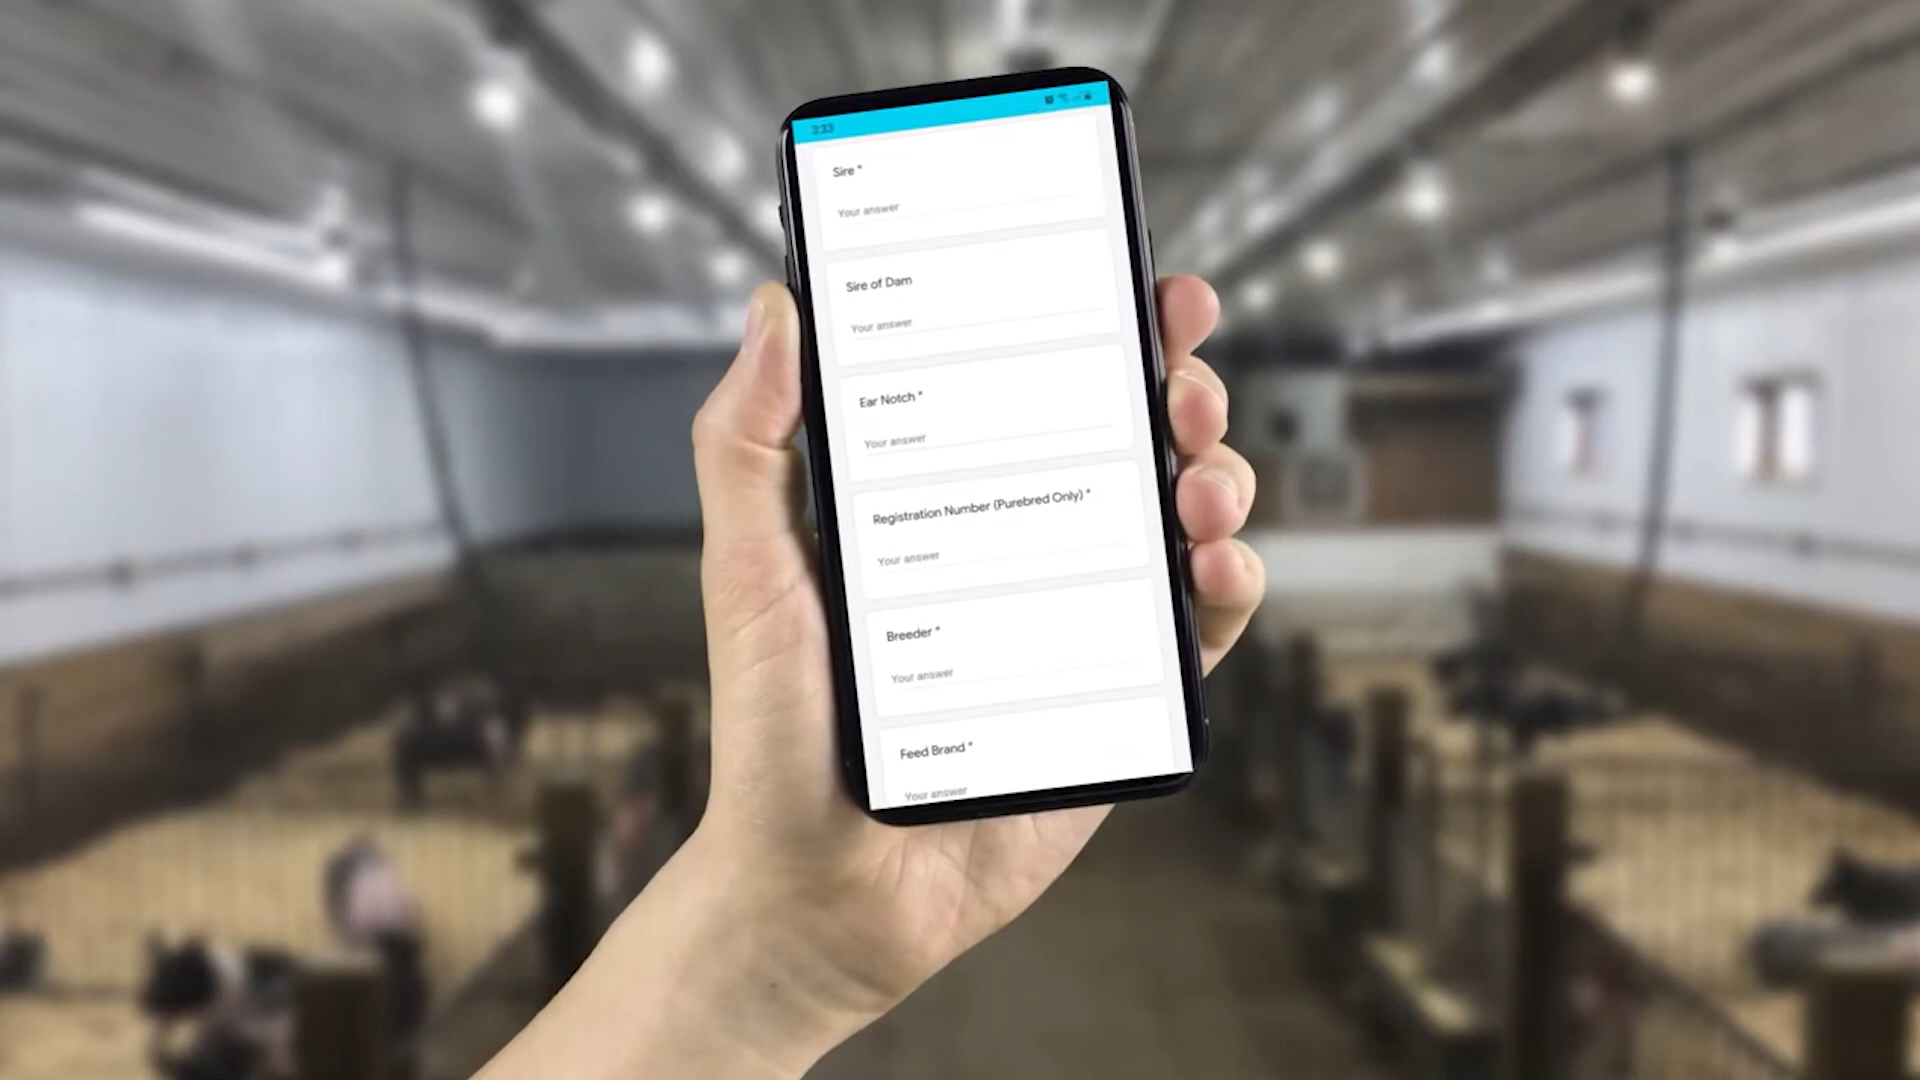 3:33
Sire *
Your answer
Sire of Dam
Your answer
Ear Notch *
Your answer
Registration Number (Purebred Only) *
Your answer
Breeder *
Your answer
Feed Brand *
Your answer